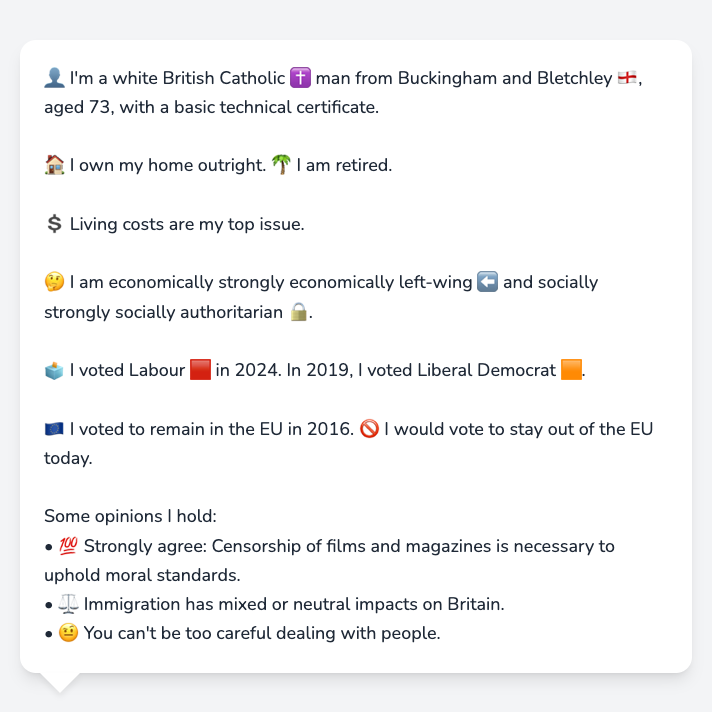 👤 I'm a white British Catholic ✝️ man from Buckingham and Bletchley 🏴󠁧󠁢󠁥󠁮󠁧󠁿,
aged 73, with a basic technical certificate.
🏠 I own my home outright. 🌴 I am retired.
💲 Living costs are my top issue.
🤔 I am economically strongly economically left-wing ⬅️ and socially
strongly socially authoritarian 🔒.
🗳️ I voted Labour 🟥 in 2024. In 2019, I voted Liberal Democrat 🟧.
🇪🇺 I voted to remain in the EU in 2016. 🚫 I would vote to stay out of the EU
today.
Some opinions I hold:
• 💯 Strongly agree: Censorship of films and magazines is necessary to
uphold moral standards.
• ⚖️ Immigration has mixed or neutral impacts on Britain.
• 🤨 You can't be too careful dealing with people.